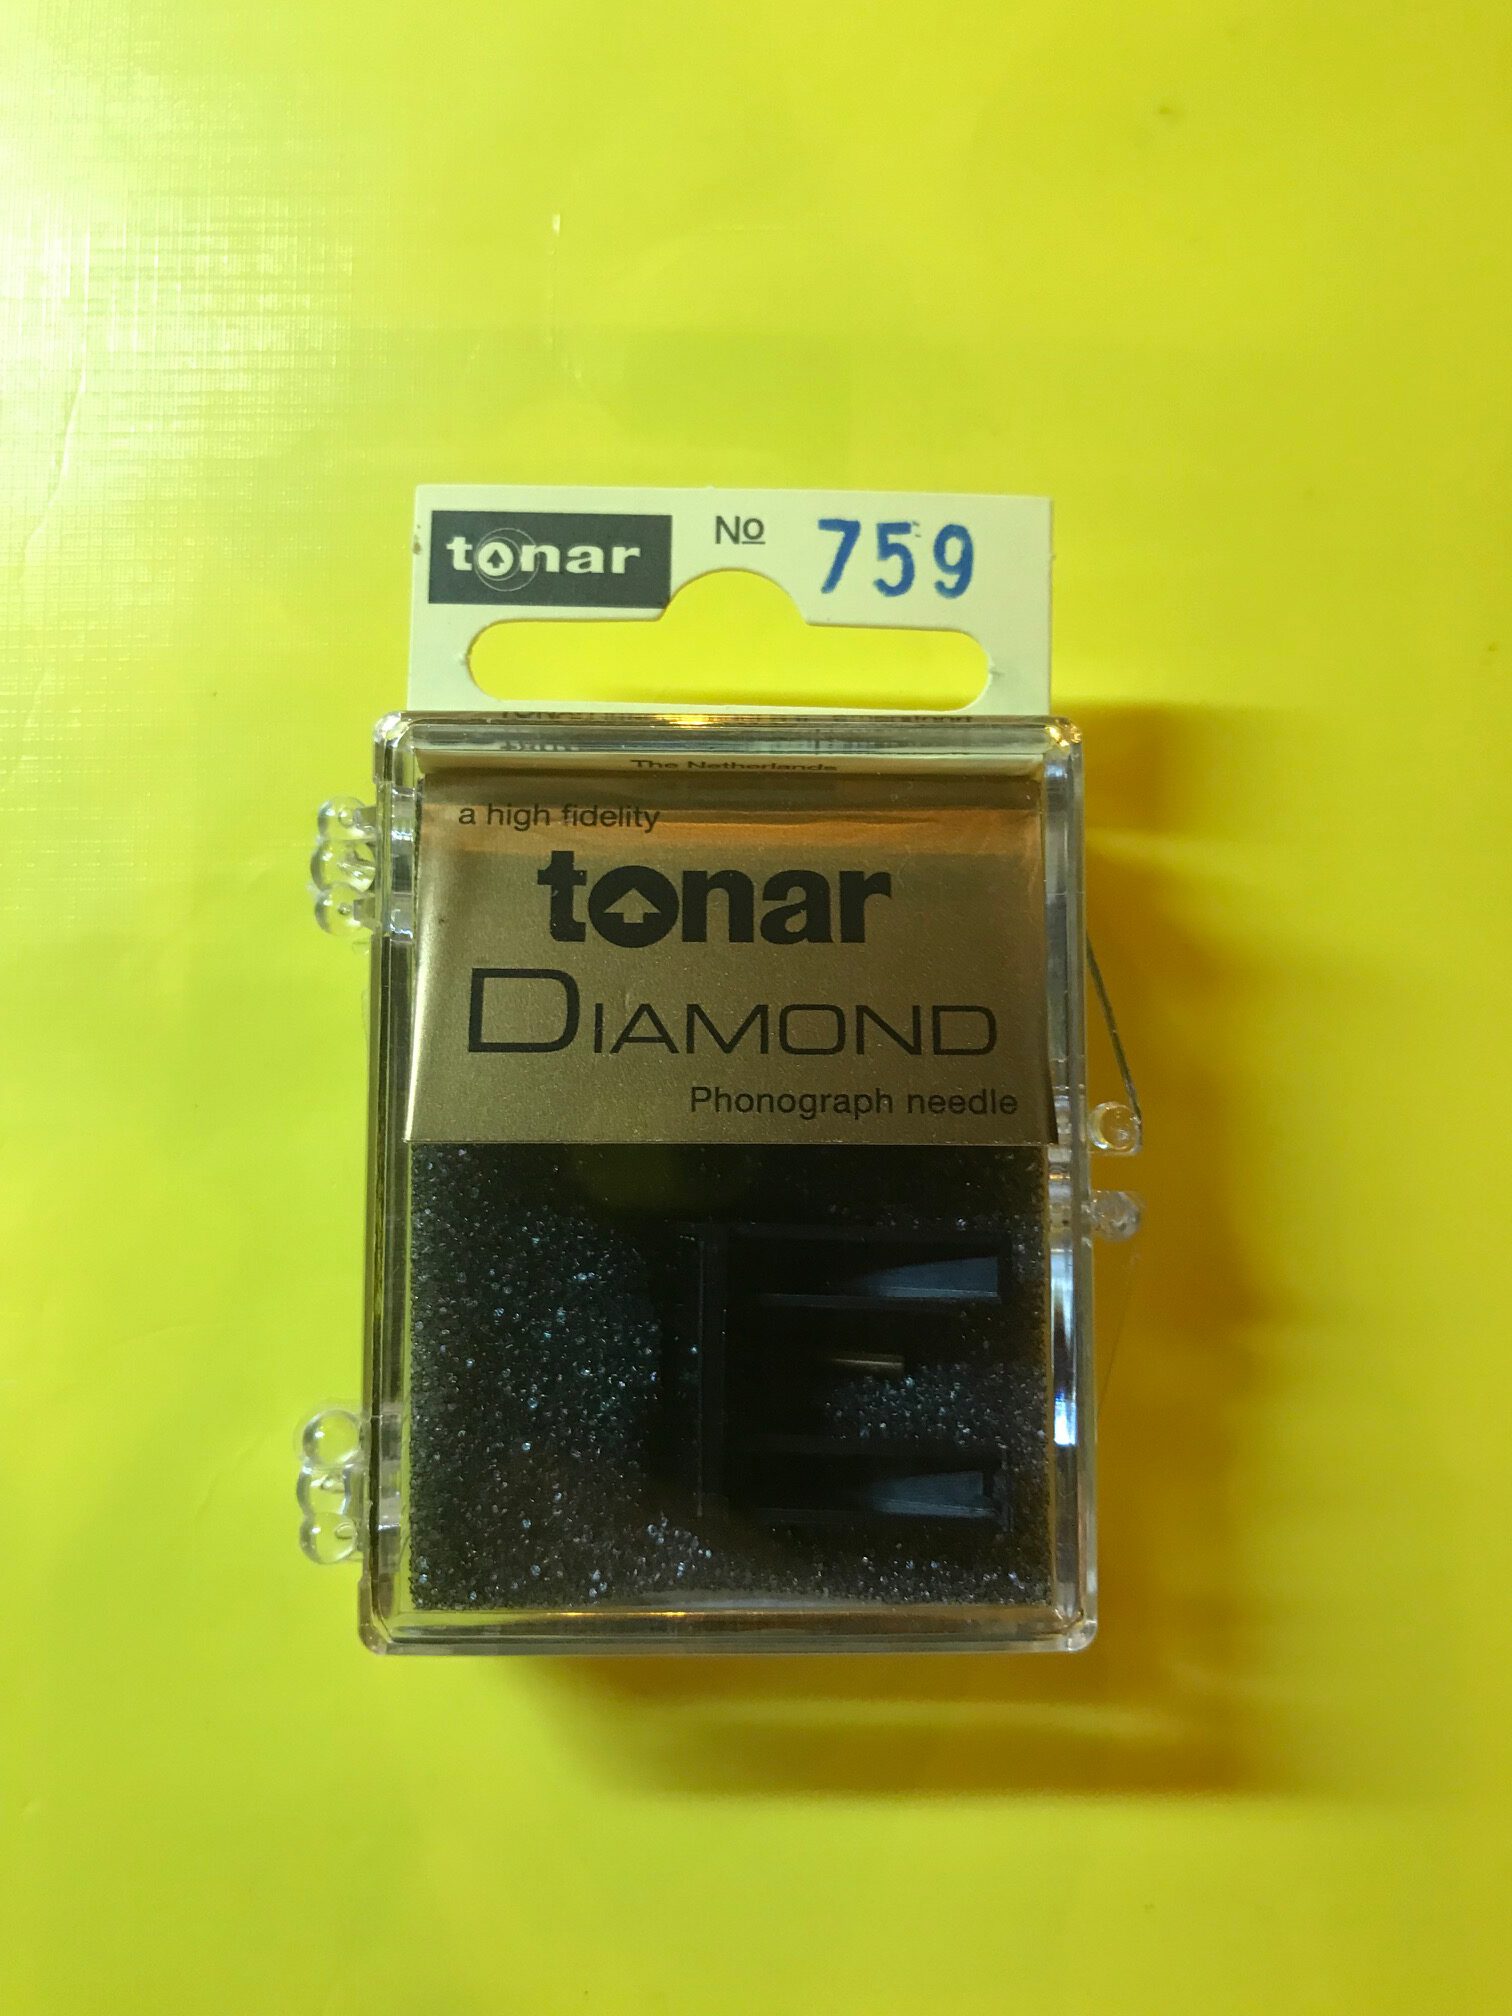 tonar
No 759
The Netherlands
a high fidelity
tonar
DIAMOND
Phonograph needle